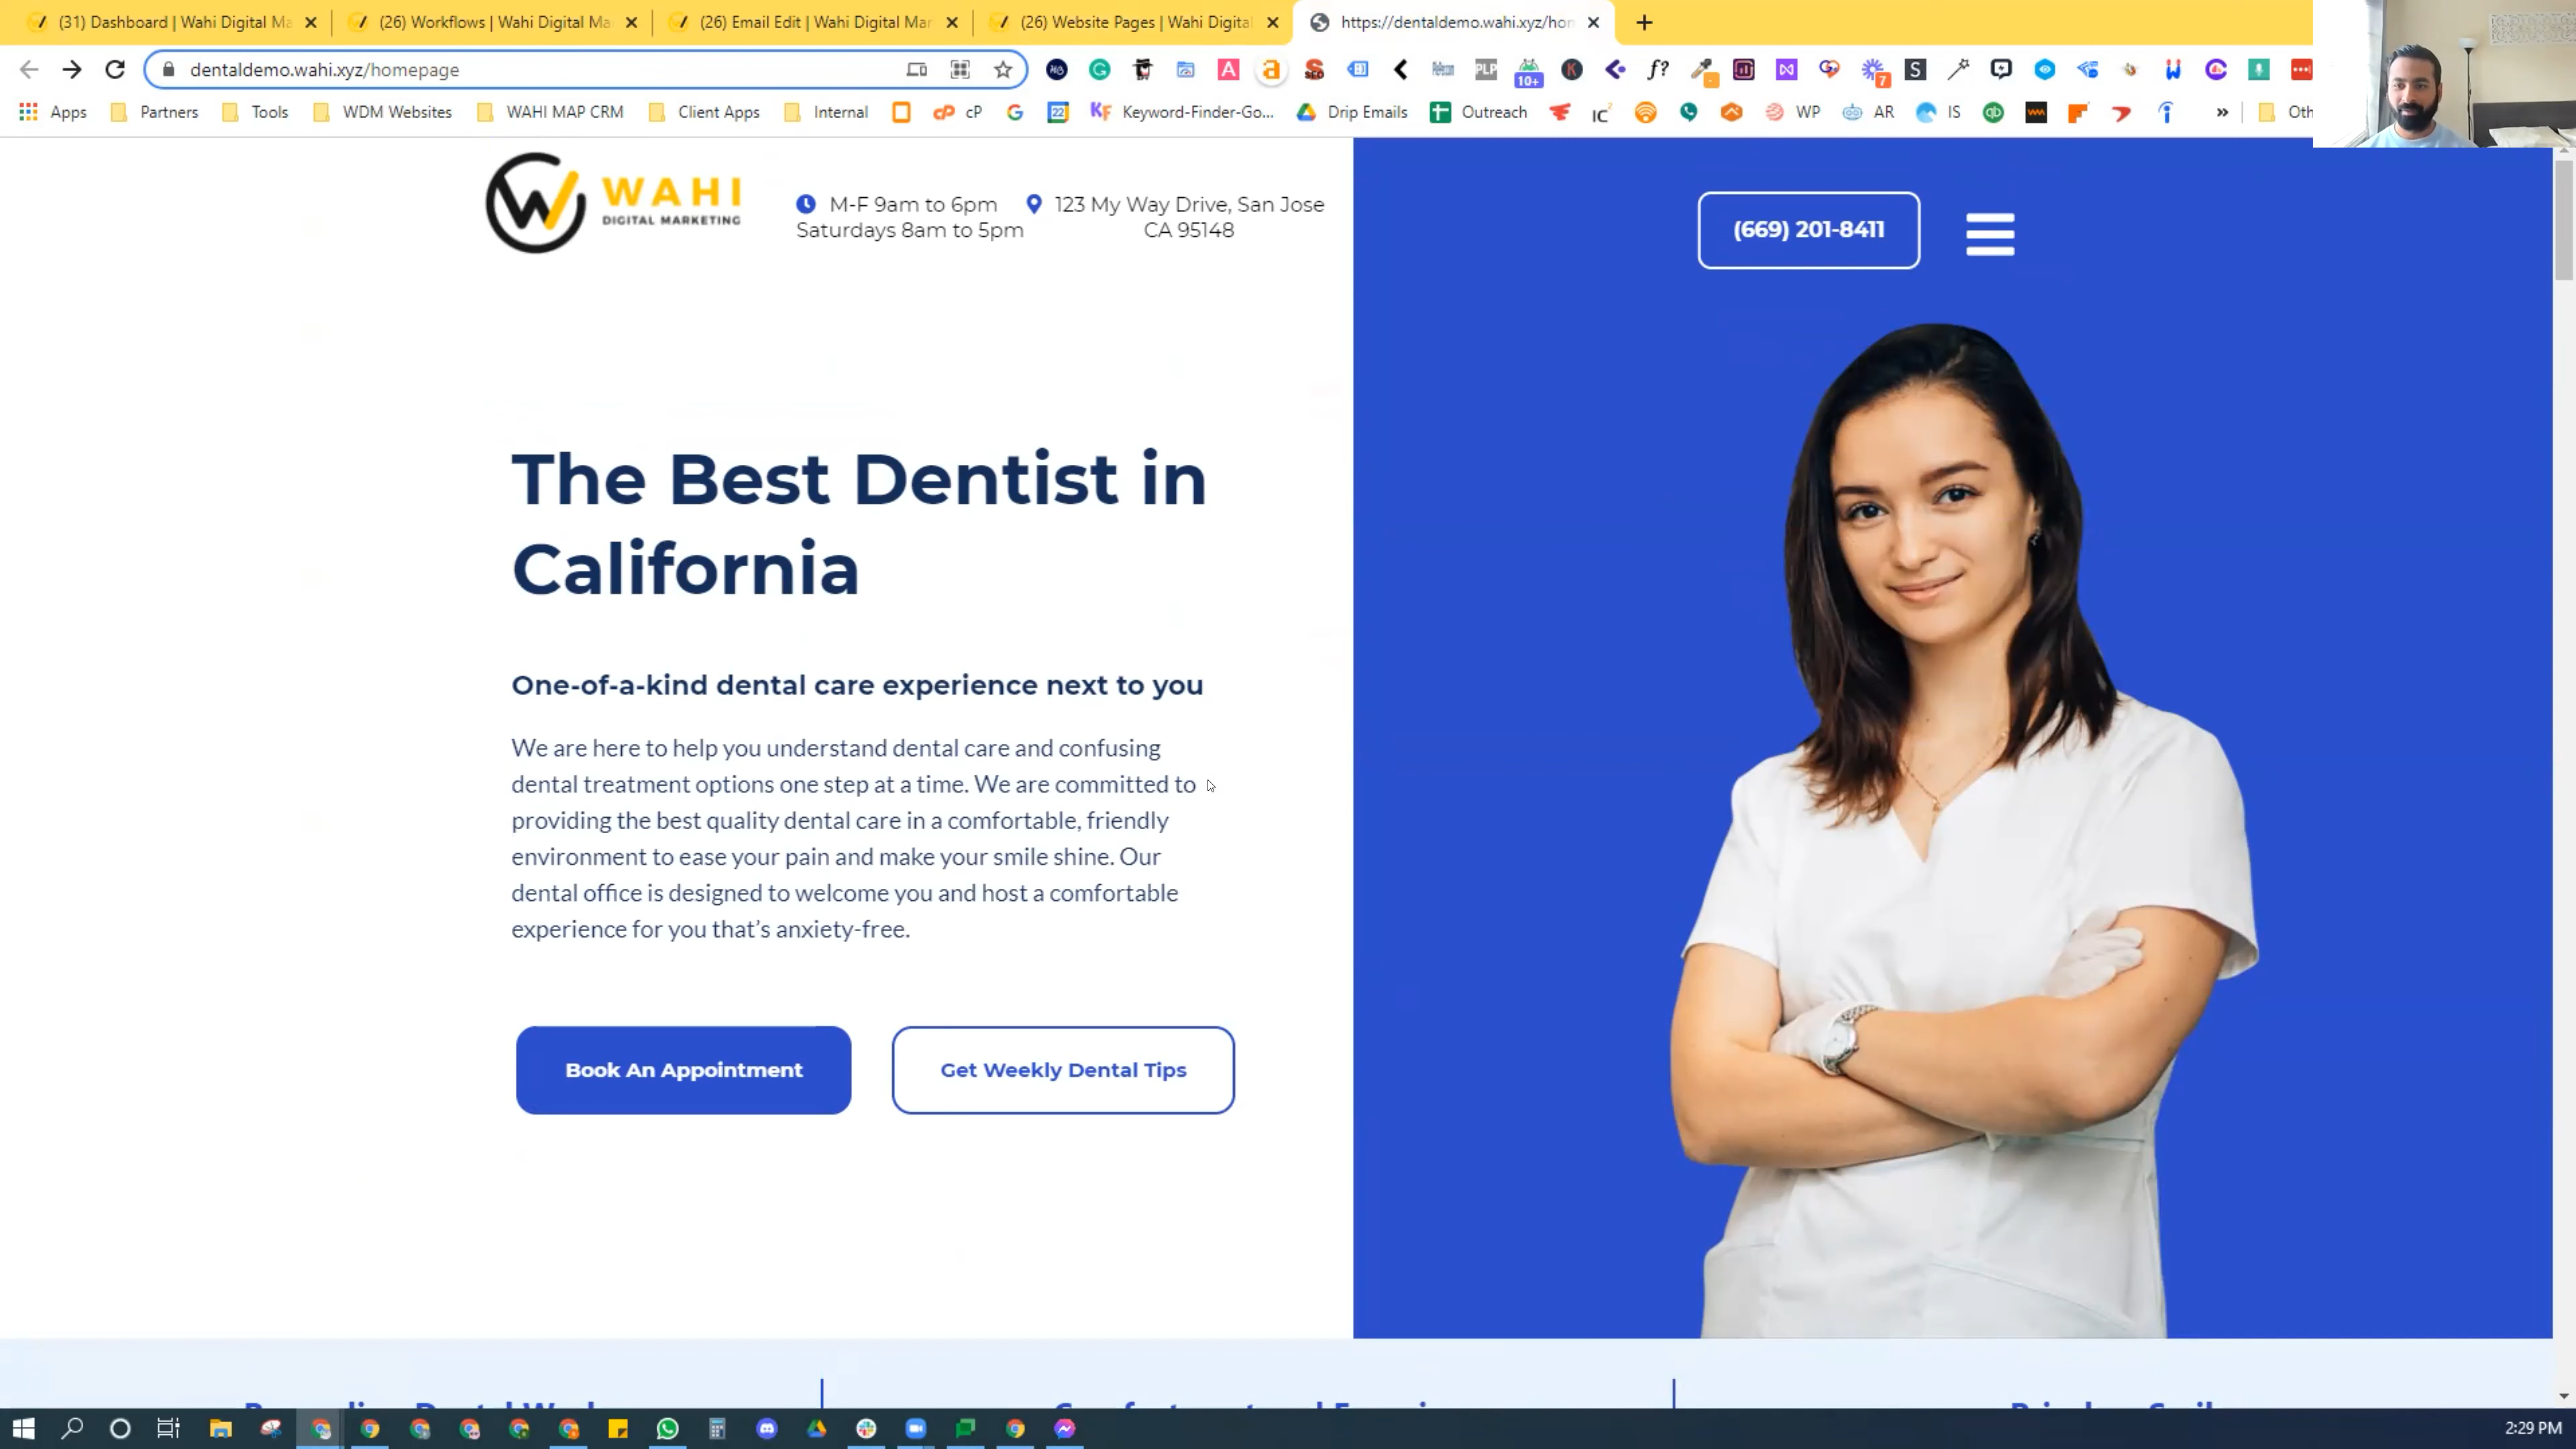 (31) Dashboard | Wahi Digital Ma
(26) Workflows | Wahi Digital Ma
(26) Email Edit | Wahi Digital Mar
(26) Website Pages | Wahi Digital
https://dentaldemo.wahi.xyz/hom
dentaldemo.wahi.xyz/homepage
10+
7
Apps
Partners
Tools
WDM Websites
WAHI MAP CRM
Client Apps
Internal
cP
Keyword-Finder-Go...
Drip Emails
Outreach
WP
AR
IS
Oth
WAHI
DIGITAL MARKETING
M-F 9am to 6pm
Saturdays 8am to 5pm
123 My Way Drive, San Jose
CA 95148
(669) 201-8411
The Best Dentist in
California
One-of-a-kind dental care experience next to you
We are here to help you understand dental care and confusing
dental treatment options one step at a time. We are committed to
providing the best quality dental care in a comfortable, friendly
environment to ease your pain and make your smile shine. Our
dental office is designed to welcome you and host a comfortable
experience for you that's anxiety-free.
Book An Appointment
Get Weekly Dental Tips
2:29 PM